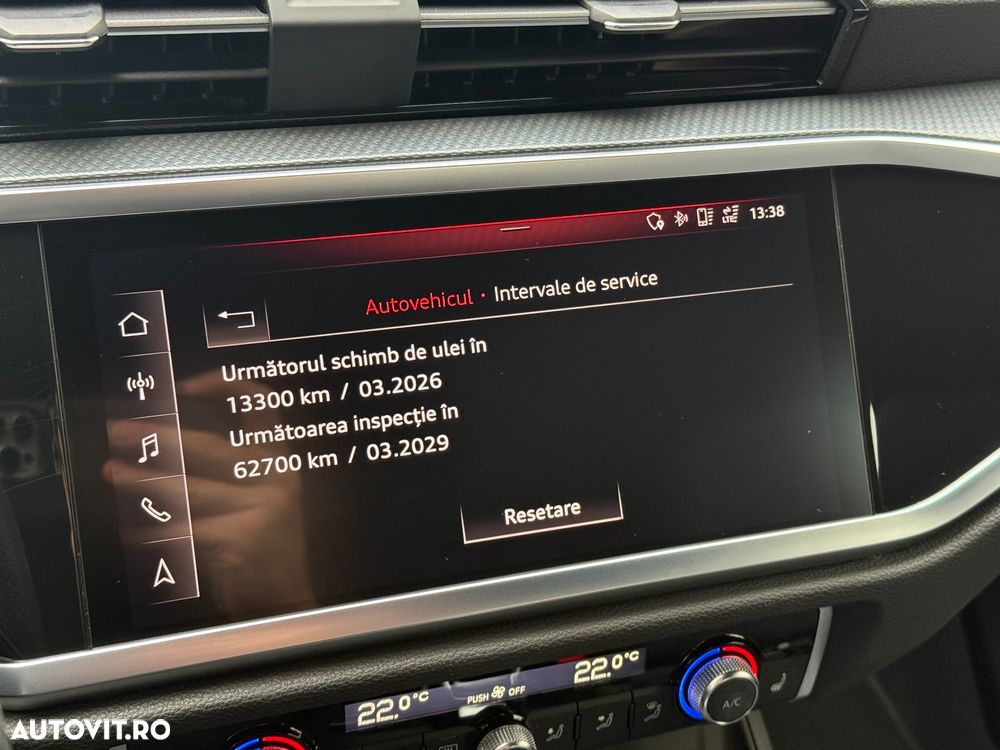 LTE 13:38
Autovehicul · Intervale de service
Următorul schimb de ulei în
13300 km / 03.2026
Următoarea inspecție în
62700 km / 03.2029
Resetare
22.0°C PUSH OFF 22.0°C
A/C
AUTOVIT.RO